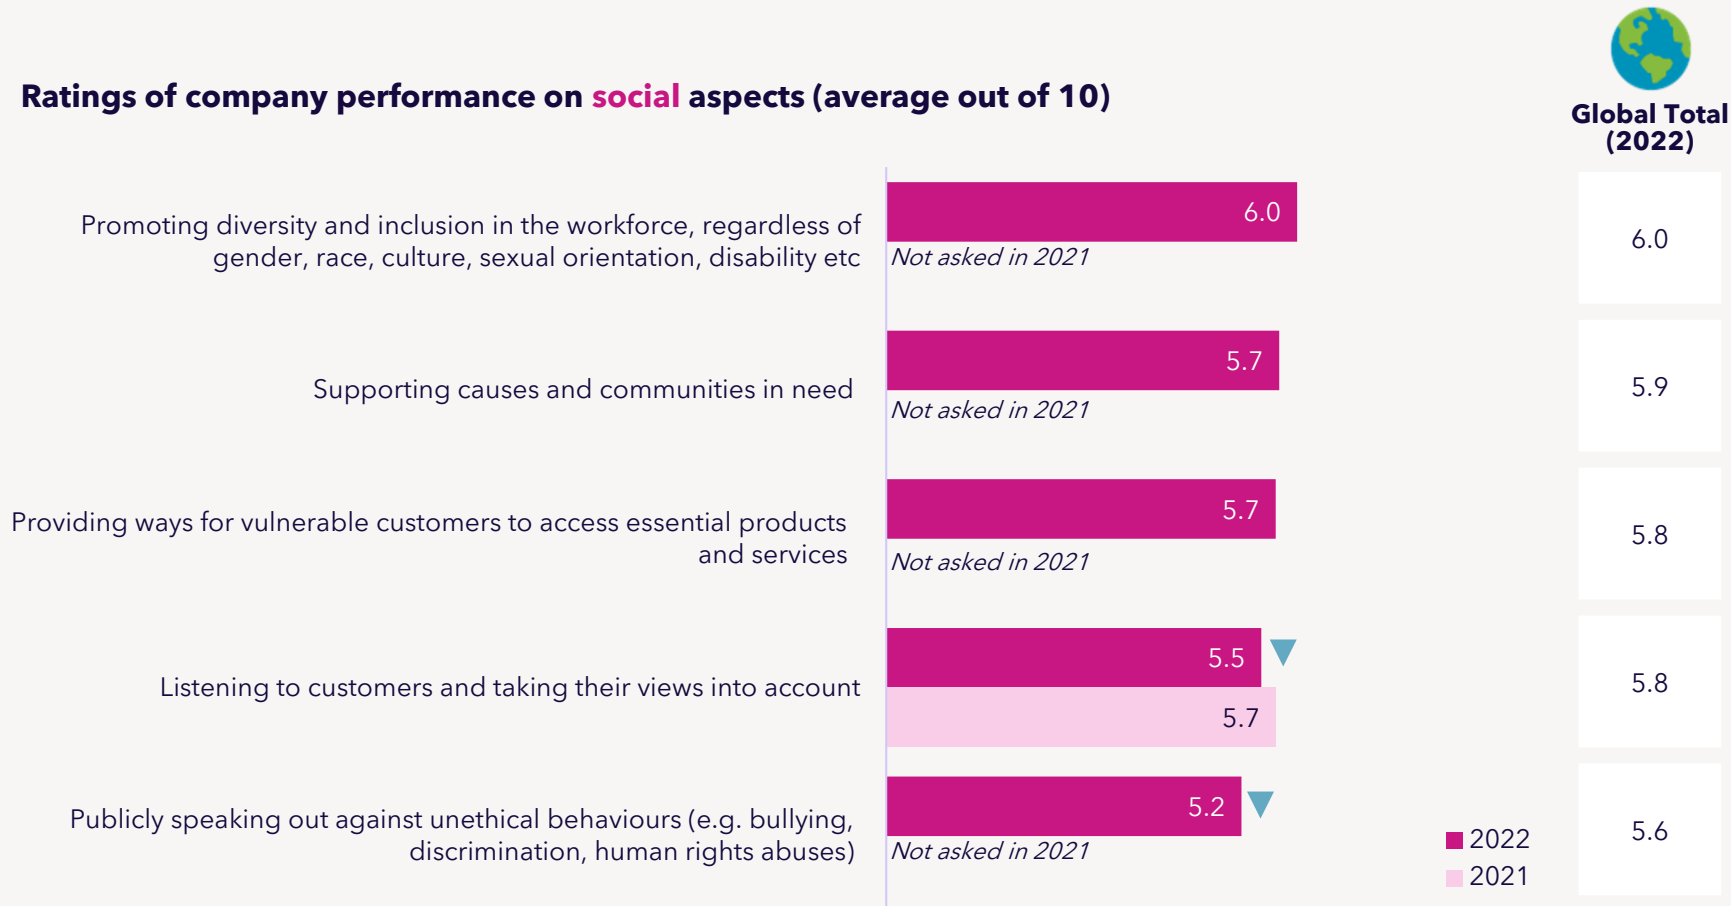 Ratings of company performance on social aspects (average out of 10)
Global Total
(2022)
Promoting diversity and inclusion in the workforce, regardless of
gender, race, culture, sexual orientation, disability etc
6.0
Not asked in 2021
6.0
Supporting causes and communities in need
5.7
Not asked in 2021
5.9
Providing ways for vulnerable customers to access essential products
and services
5.7
Not asked in 2021
5.8
Listening to customers and taking their views into account
5.5
5.7
5.8
Publicly speaking out against unethical behaviours (e.g. bullying,
discrimination, human rights abuses)
5.2
Not asked in 2021
5.6
2022
2021